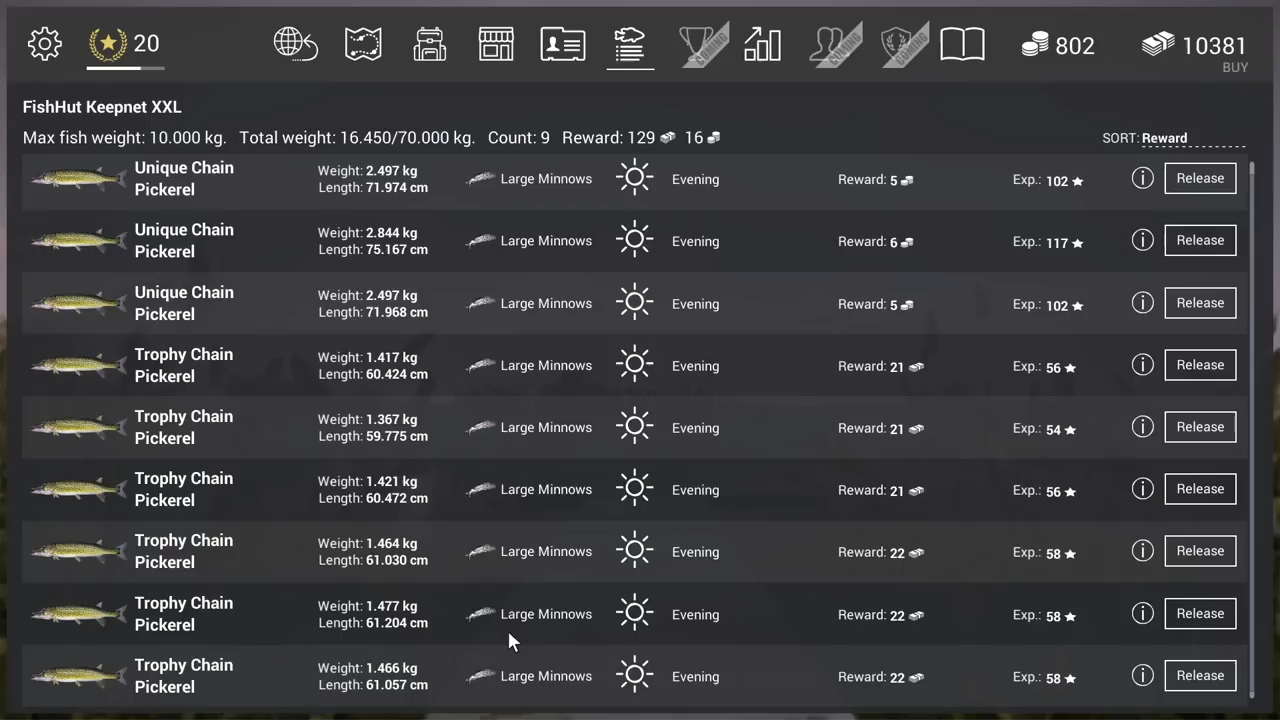 20
COMING
COMING
COMING
802
10381
BUY
FishHut Keepnet XXL
Max fish weight: 10.000 kg. Total weight: 16.450/70.000 kg. Count: 9 Reward: 129 16
SORT: Reward
Unique Chain
Pickerel
Weight: 2.497 kg
Length: 71.974 cm
Large Minnows
Evening
Reward: 5
Exp.: 102
Release
Unique Chain
Pickerel
Weight: 2.844 kg
Length: 75.167 cm
Large Minnows
Evening
Reward: 6
Exp.: 117
Release
Unique Chain
Pickerel
Weight: 2.497 kg
Length: 71.968 cm
Large Minnows
Evening
Reward: 5
Exp.: 102
Release
Trophy Chain
Pickerel
Weight: 1.417 kg
Length: 60.424 cm
Large Minnows
Evening
Reward: 21
Exp.: 56
Release
Trophy Chain
Pickerel
Weight: 1.367 kg
Length: 59.775 cm
Large Minnows
Evening
Reward: 21
Exp.: 54
Release
Trophy Chain
Pickerel
Weight: 1.421 kg
Length: 60.472 cm
Large Minnows
Evening
Reward: 21
Exp.: 56
Release
Trophy Chain
Pickerel
Weight: 1.464 kg
Length: 61.030 cm
Large Minnows
Evening
Reward: 22
Exp.: 58
Release
Trophy Chain
Pickerel
Weight: 1.477 kg
Length: 61.204 cm
Large Minnows
Evening
Reward: 22
Exp.: 58
Release
Trophy Chain
Pickerel
Weight: 1.466 kg
Length: 61.057 cm
Large Minnows
Evening
Reward: 22
Exp.: 58
Release